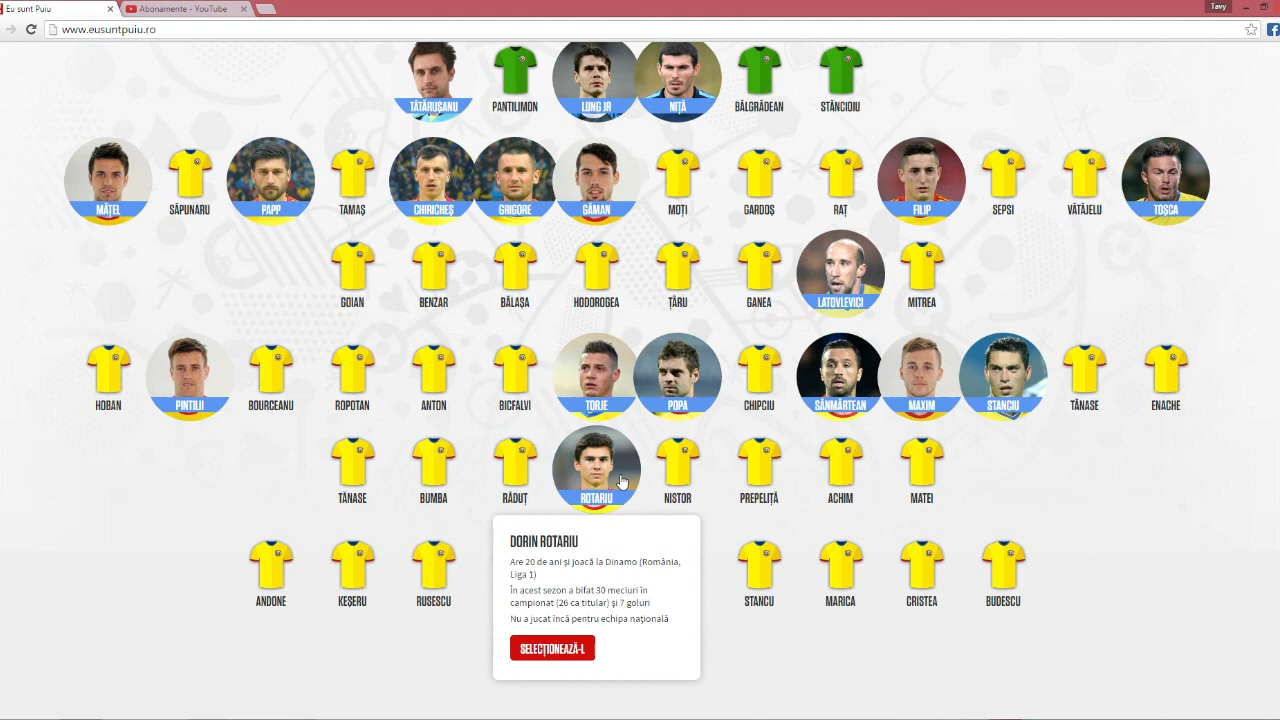 Eu sunt Puiu
Abonamente - YouTube
Tavy
www.eusuntpuiu.ro
TĂTĂRUȘANU PANTILIMON LUNG JR NIȚĂ BĂLGRĂDEAN STĂNCIOIU
MĂȚEL SĂPUNARU PAPP TAMAȘ CHIRICHEȘ GRIGORE GĂMAN MOȚI GARDOȘ RAȚ FILIP SEPSI VĂTĂJELU TOȘCA
GOIAN BENZAR BĂLAȘA HODOROGEA ȚÎRU GANEA LATOVLEVICI MITREA
HOBAN PINTILII BOURCEANU ROPOTAN ANTON BICFALVI TORJE POPA CHIPCIU SÂNMĂRTEAN MAXIM STANCIU TĂNASE ENACHE
TĂNASE BUMBA RĂDUȚ ROTARIU NISTOR PREPELIȚĂ ACHIM MATEI
ANDONE KEȘERU RUSESCU STANCU MARICA CRISTEA BUDESCU
DORIN ROTARIU
Are 20 de ani și joacă la Dinamo (România,
Liga 1)
În acest sezon a bifat 30 meciuri în
campionat (26 ca titular) și 7 goluri
Nu a jucat încă pentru echipa națională
SELECȚIONEAZĂ-L